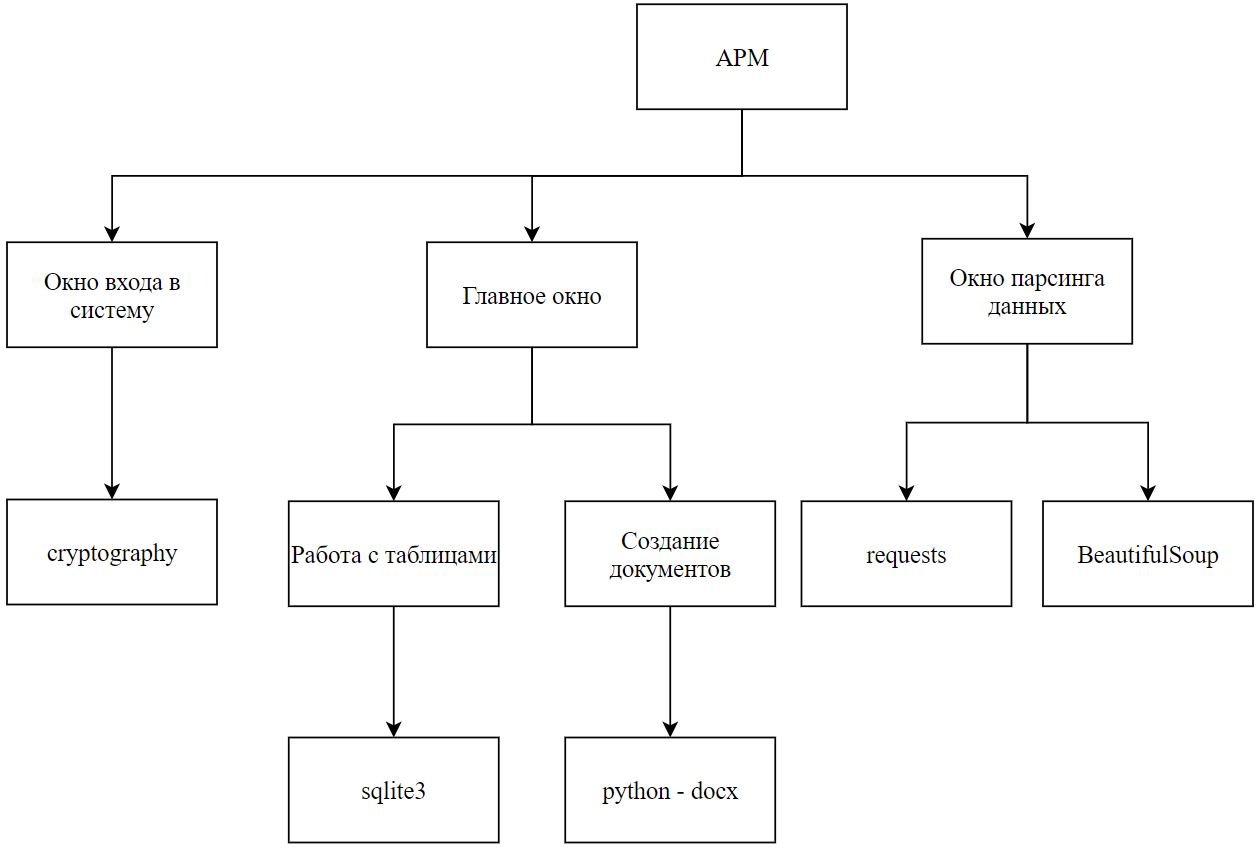 АРМ
Окно входа в
систему
Главное окно
Окно парсинга
данных
cryptography
Работа с таблицами
Создание
документов
requests
BeautifulSoup
sqlite3
python - docx